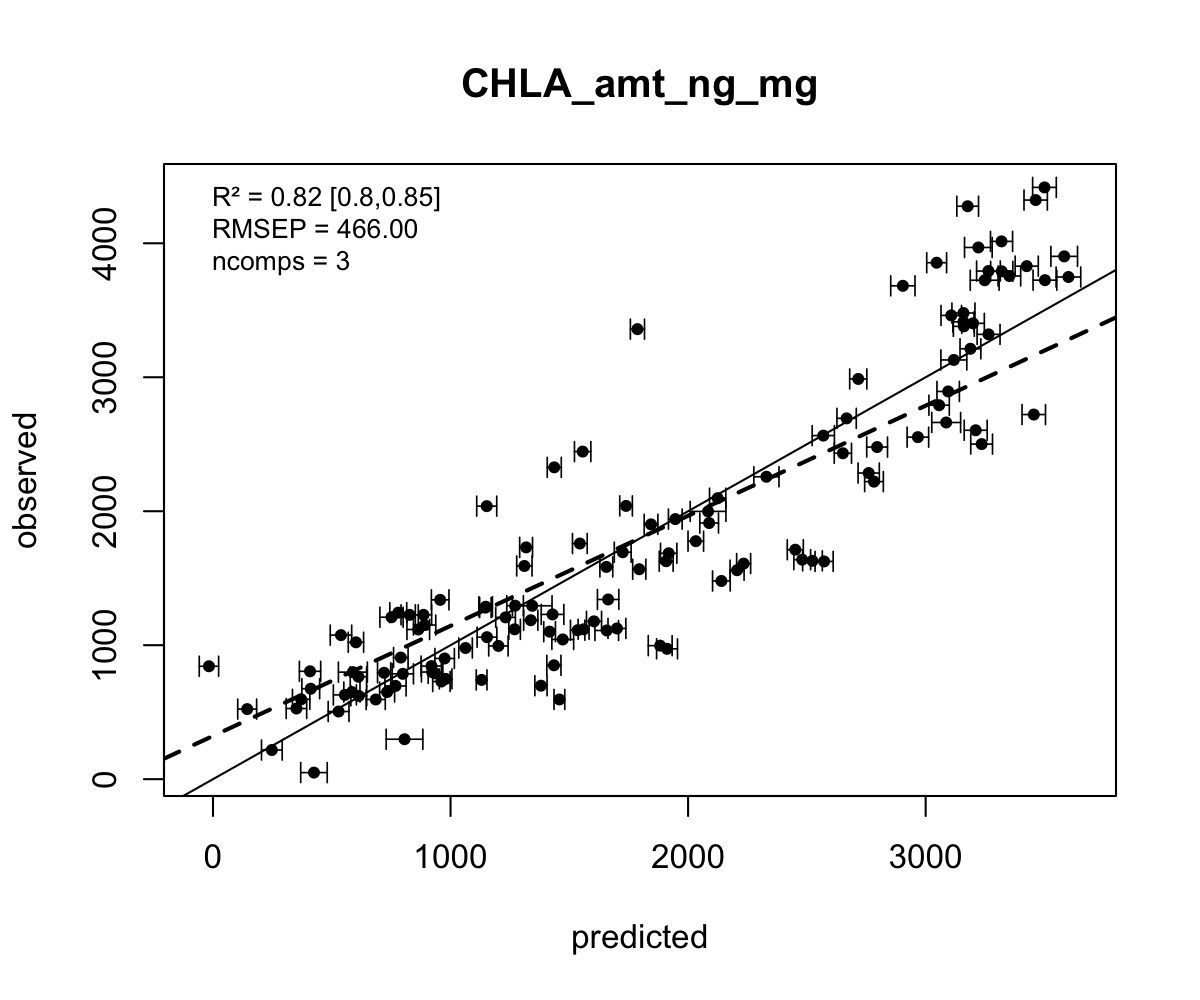 CHLA_amt_ng_mg
R² = 0.82 [0.8,0.85]
RMSEP = 466.00
ncomps = 3
observed
4000
3000
2000
1000
0
0 1000 2000 3000
predicted